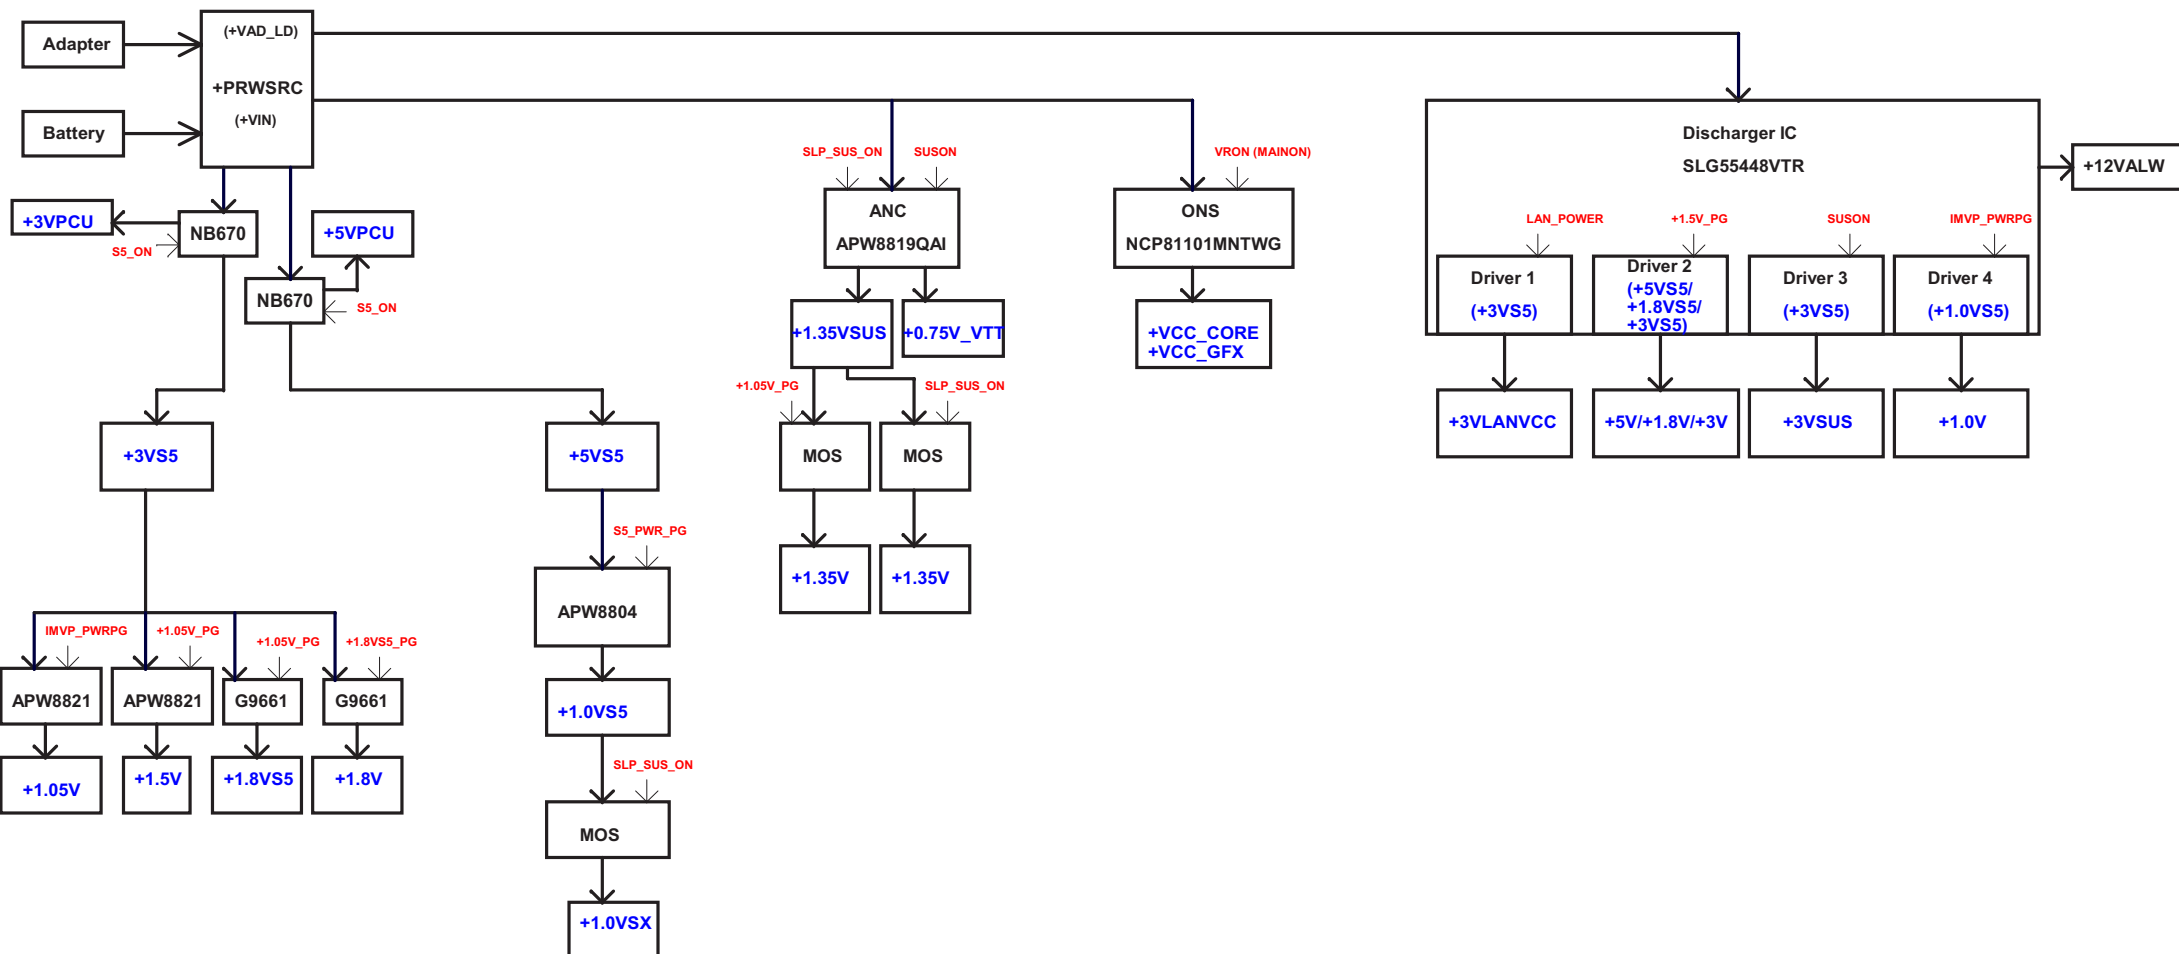 (+VAD_LD)
Adapter
+PRWSRC
(+VIN)
Battery
SLP_SUS_ON
SUSON
VRON (MAINON)
Discharger IC
SLG55448VTR
+12VALW
+3VPCU
NB670
S5_ON
+5VPCU
NB670
S5_ON
ANC
APW8819QAI
ONS
NCP81101MNTWG
LAN_POWER
+1.5V_PG
SUSON
IMVP_PWRPG
Driver 1
(+3VS5)
Driver 2
(+5VS5/
+1.8VS5/
+3VS5)
Driver 3
(+3VS5)
Driver 4
(+1.0VS5)
+1.35VSUS
+0.75V_VTT
+VCC_CORE
+VCC_GFX
+1.05V_PG
SLP_SUS_ON
+3VLANVCC
+5V/+1.8V/+3V
+3VSUS
+1.0V
+3VS5
+5VS5
MOS
MOS
S5_PWR_PG
+1.35V
+1.35V
APW8804
IMVP_PWRPG
+1.05V_PG
+1.05V_PG
+1.8VS5_PG
APW8821
APW8821
G9661
G9661
+1.0VS5
+1.05V
+1.5V
+1.8VS5
+1.8V
SLP_SUS_ON
MOS
+1.0VSX